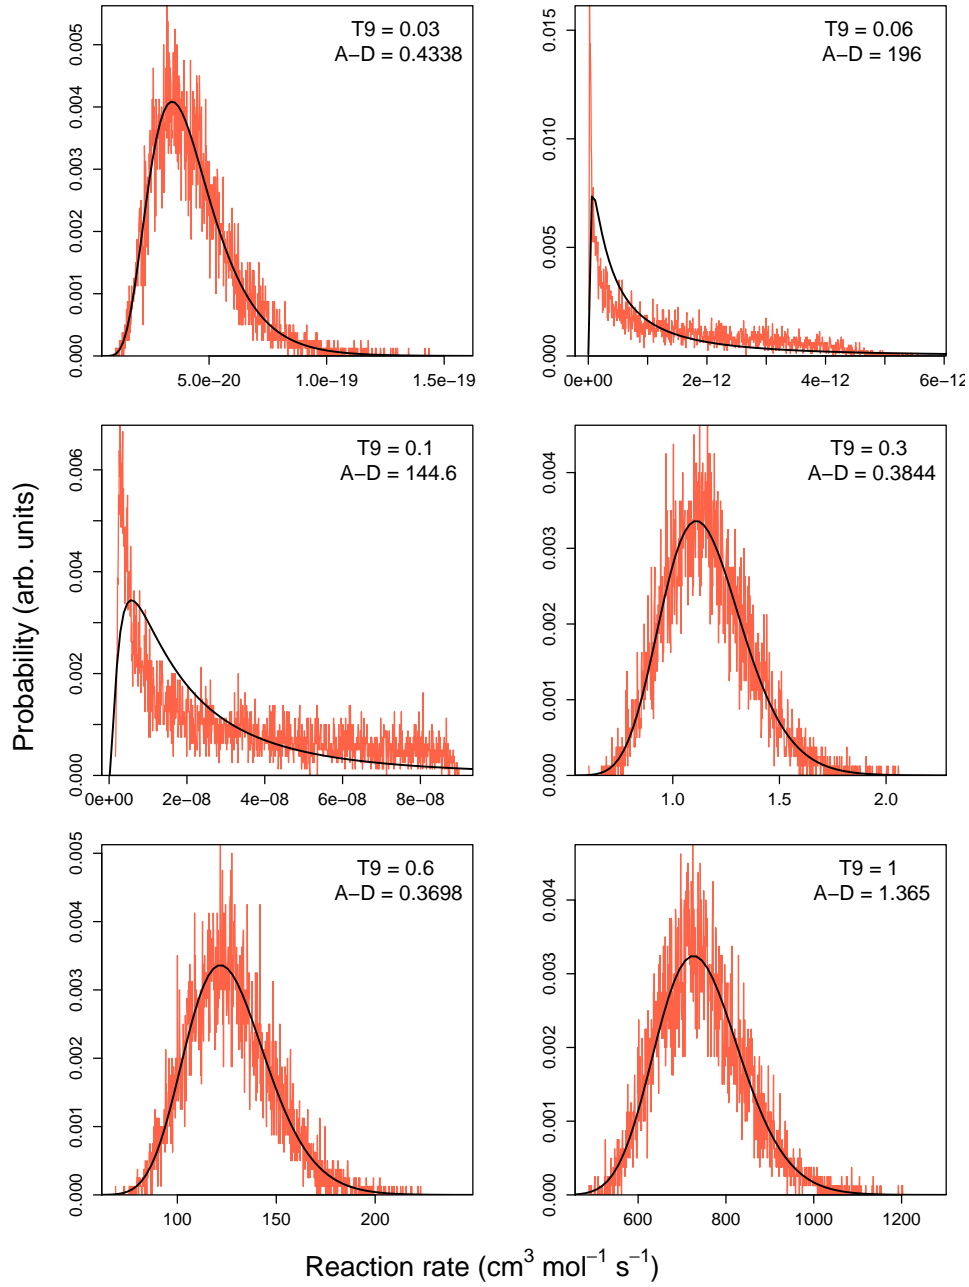 T9 = 0.03
A−D = 0.4338
0.000 0.001 0.002 0.003 0.004 0.005
5.0e−20 1.0e−19 1.5e−19
T9 = 0.06
A−D = 196
0.000 0.005 0.010 0.015
0e+00 2e−12 4e−12 6e−12
T9 = 0.1
A−D = 144.6
0.000 0.002 0.004 0.006
0e+00 2e−08 4e−08 6e−08 8e−08
T9 = 0.3
A−D = 0.3844
0.000 0.001 0.002 0.003 0.004
1.0 1.5 2.0
T9 = 0.6
A−D = 0.3698
0.000 0.001 0.002 0.003 0.004 0.005
100 150 200
T9 = 1
A−D = 1.365
0.000 0.001 0.002 0.003 0.004
600 800 1000 1200
Probability (arb. units)
Reaction rate (cm³ mol⁻¹ s⁻¹)